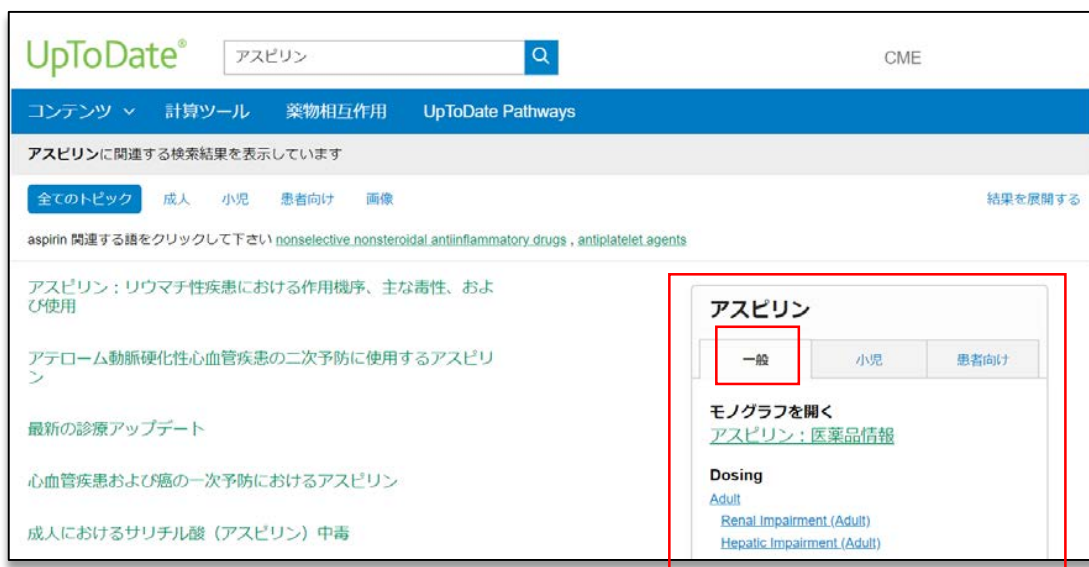 UpToDate®
アスピリン
CME
コンテンツ 計算ツール 薬物相互作用 UpToDate Pathways
アスピリンに関連する検索結果を表示しています
全てのトピック 成人 小児 患者向け 画像 結果を展開する
aspirin 関連する語をクリックして下さい nonselective nonsteroidal antiinflammatory drugs , antiplatelet agents
アスピリン：リウマチ性疾患における作用機序、主な毒性、およ
び使用
アテローム動脈硬化性心血管疾患の二次予防に使用するアスピリ
ン
最新の診療アップデート
心血管疾患および癌の一次予防におけるアスピリン
成人におけるサリチル酸（アスピリン）中毒
アスピリン
一般 小児 患者向け
モノグラフを開く
アスピリン：医薬品情報
Dosing
Adult
Renal Impairment (Adult)
Hepatic Impairment (Adult)